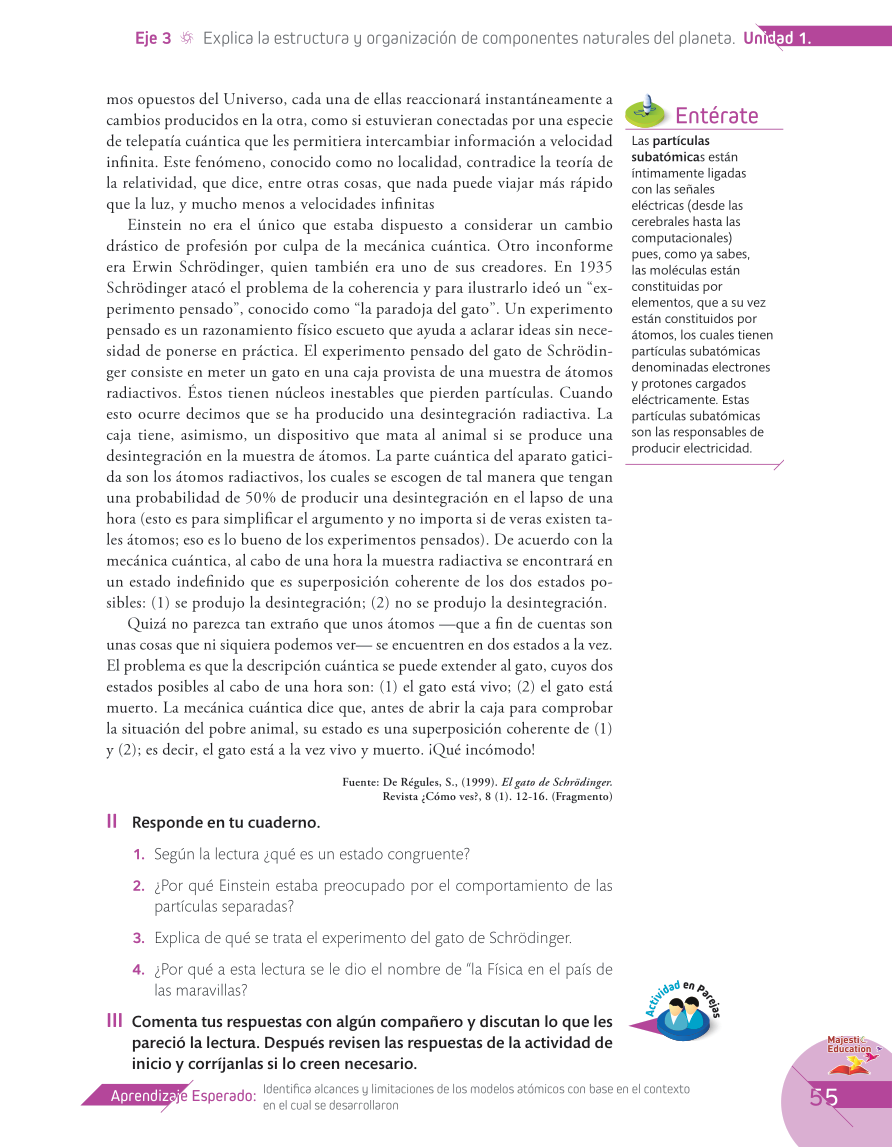 Eje 3 Explica la estructura y organización de componentes naturales del planeta. Unidad 1.
mos opuestos del Universo, cada una de ellas reaccionará instantáneamente a
cambios producidos en la otra, como si estuvieran conectadas por una especie
de telepatía cuántica que les permitiera intercambiar información a velocidad
infinita. Este fenómeno, conocido como no localidad, contradice la teoría de
la relatividad, que dice, entre otras cosas, que nada puede viajar más rápido
que la luz, y mucho menos a velocidades infinitas
Einstein no era el único que estaba dispuesto a considerar un cambio
drástico de profesión por culpa de la mecánica cuántica. Otro inconforme
era Erwin Schrödinger, quien también era uno de sus creadores. En 1935
Schrödinger atacó el problema de la coherencia y para ilustrarlo ideó un “ex-
perimento pensado”, conocido como “la paradoja del gato”. Un experimento
pensado es un razonamiento físico escueto que ayuda a aclarar ideas sin nece-
sidad de ponerse en práctica. El experimento pensado del gato de Schrödin-
ger consiste en meter un gato en una caja provista de una muestra de átomos
radiactivos. Éstos tienen núcleos inestables que pierden partículas. Cuando
esto ocurre decimos que se ha producido una desintegración radiactiva. La
caja tiene, asimismo, un dispositivo que mata al animal si se produce una
desintegración en la muestra de átomos. La parte cuántica del aparato gatici-
da son los átomos radiactivos, los cuales se escogen de tal manera que tengan
una probabilidad de 50% de producir una desintegración en el lapso de una
hora (esto es para simplificar el argumento y no importa si de veras existen ta-
les átomos; eso es lo bueno de los experimentos pensados). De acuerdo con la
mecánica cuántica, al cabo de una hora la muestra radiactiva se encontrará en
un estado indefinido que es superposición coherente de los dos estados po-
sibles: (1) se produjo la desintegración; (2) no se produjo la desintegración.
Quizá no parezca tan extraño que unos átomos —que a fin de cuentas son
unas cosas que ni siquiera podemos ver— se encuentren en dos estados a la vez.
El problema es que la descripción cuántica se puede extender al gato, cuyos dos
estados posibles al cabo de una hora son: (1) el gato está vivo; (2) el gato está
muerto. La mecánica cuántica dice que, antes de abrir la caja para comprobar
la situación del pobre animal, su estado es una superposición coherente de (1)
y (2); es decir, el gato está a la vez vivo y muerto. ¡Qué incómodo!
Fuente: De Régules, S., (1999). El gato de Schrödinger.
Revista ¿Cómo ves?, 8 (1). 12-16. (Fragmento)
Entérate
Las partículas
subatómicas están
íntimamente ligadas
con las señales
eléctricas (desde las
cerebrales hasta las
computacionales)
pues, como ya sabes,
las moléculas están
constituidas por
elementos, que a su vez
están constituidos por
átomos, los cuales tienen
partículas subatómicas
denominadas electrones
y protones cargados
eléctricamente. Estas
partículas subatómicas
son las responsables de
producir electricidad.
II Responde en tu cuaderno.
1. Según la lectura ¿qué es un estado congruente?
2. ¿Por qué Einstein estaba preocupado por el comportamiento de las
partículas separadas?
3. Explica de qué se trata el experimento del gato de Schrödinger.
4. ¿Por qué a esta lectura se le dio el nombre de “la Física en el país de
las maravillas?
III Comenta tus respuestas con algún compañero y discutan lo que les
pareció la lectura. Después revisen las respuestas de la actividad de
inicio y corríjanlas si lo creen necesario.
Actividad en Parejas
Majestic
Education
Aprendizaje Esperado: Identifica alcances y limitaciones de los modelos atómicos con base en el contexto
en el cual se desarrollaron
55